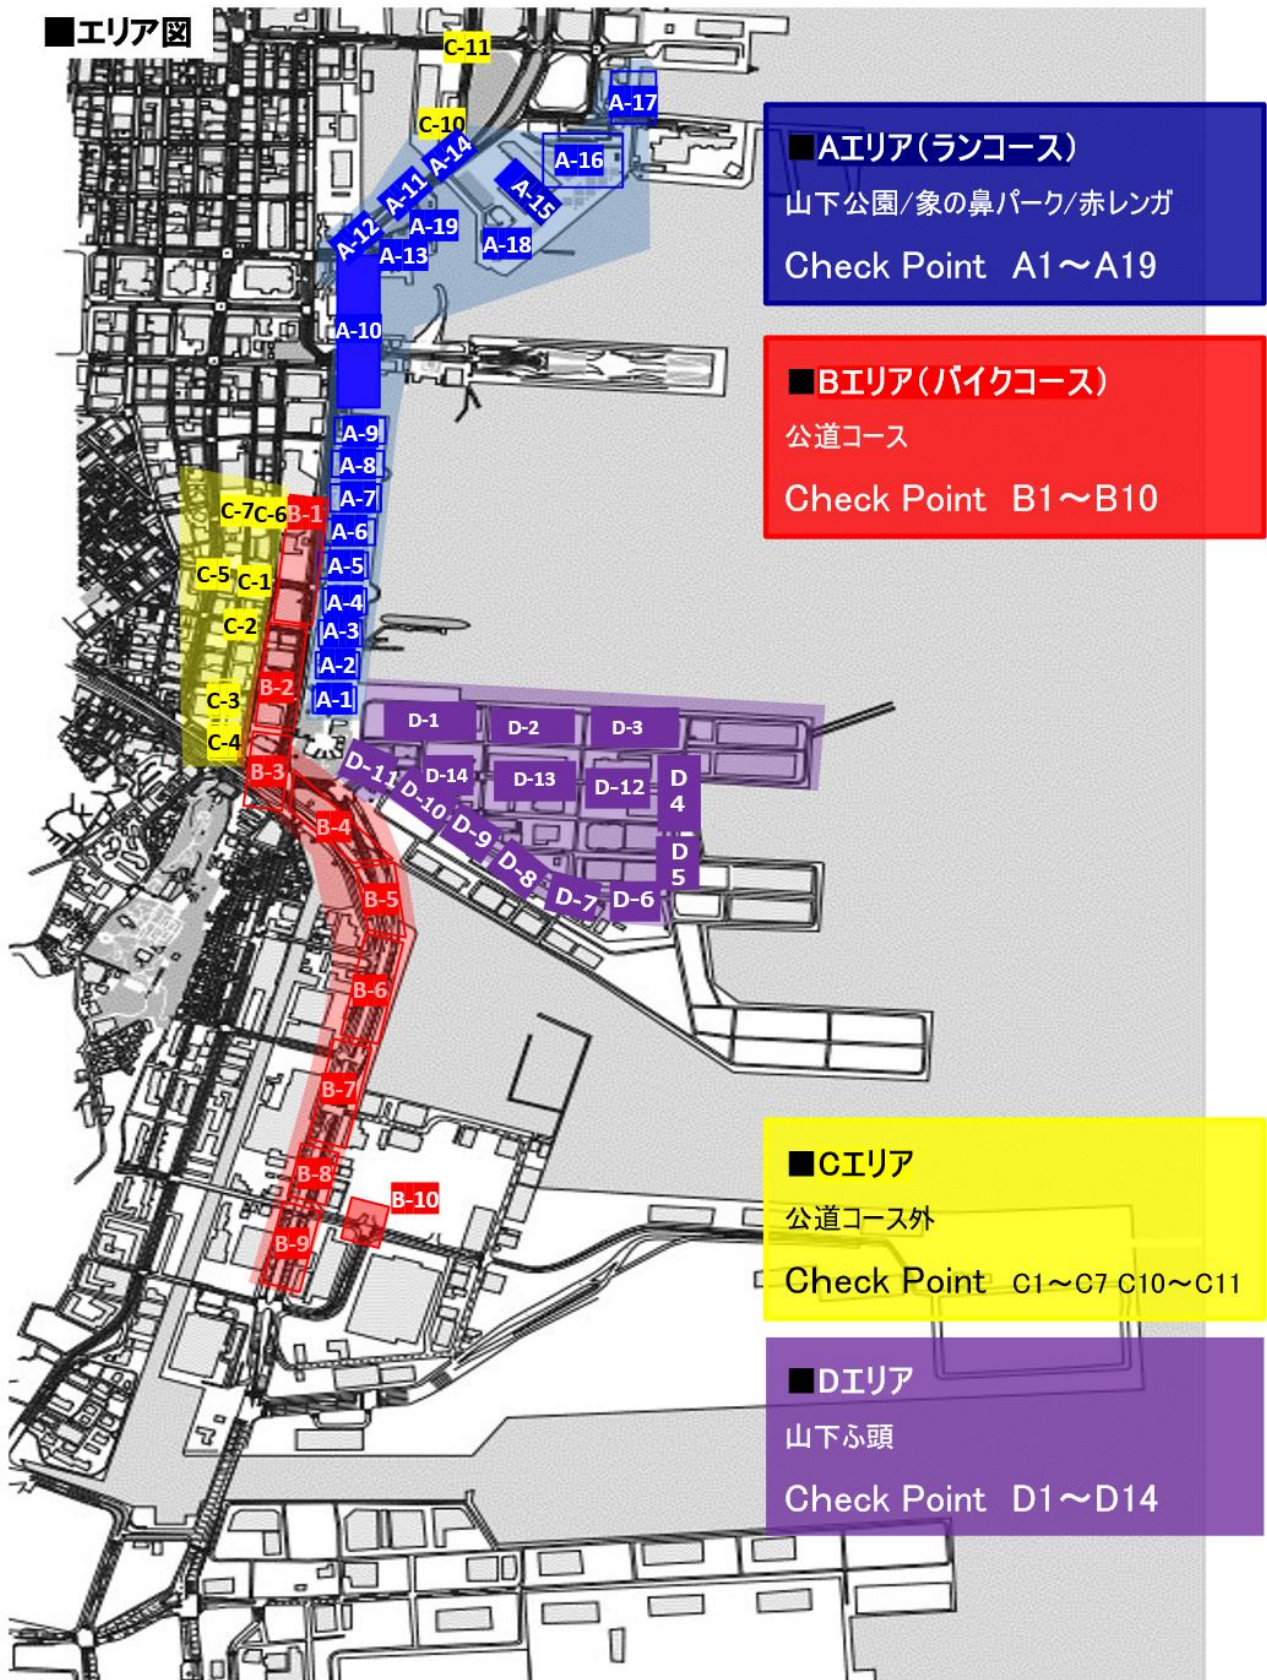 ■エリア図
C-11
A-17
C-10
A-14
A-16
A-11
A-15
A-12
A-19
A-18
A-13
A-10
A-9
A-8
A-7
C-7
C-6
B-1
A-6
A-5
C-5
C-1
A-4
C-2
A-3
A-2
B-2
C-3
A-1
D-1
D-2
D-3
C-4
B-3
D-11
D-14
D-13
D-12
D
4
D-10
B-4
D-9
D
5
D-8
B-5
D-7
D-6
B-6
B-7
B-8
B-10
B-9
■Aエリア(ランコース)
山下公園/象の鼻パーク/赤レンガ
Check Point A1~A19
■Bエリア(バイクコース)
公道コース
Check Point B1~B10
■Cエリア
公道コース外
Check Point C1~C7 C10~C11
■Dエリア
山下ふ頭
Check Point D1~D14